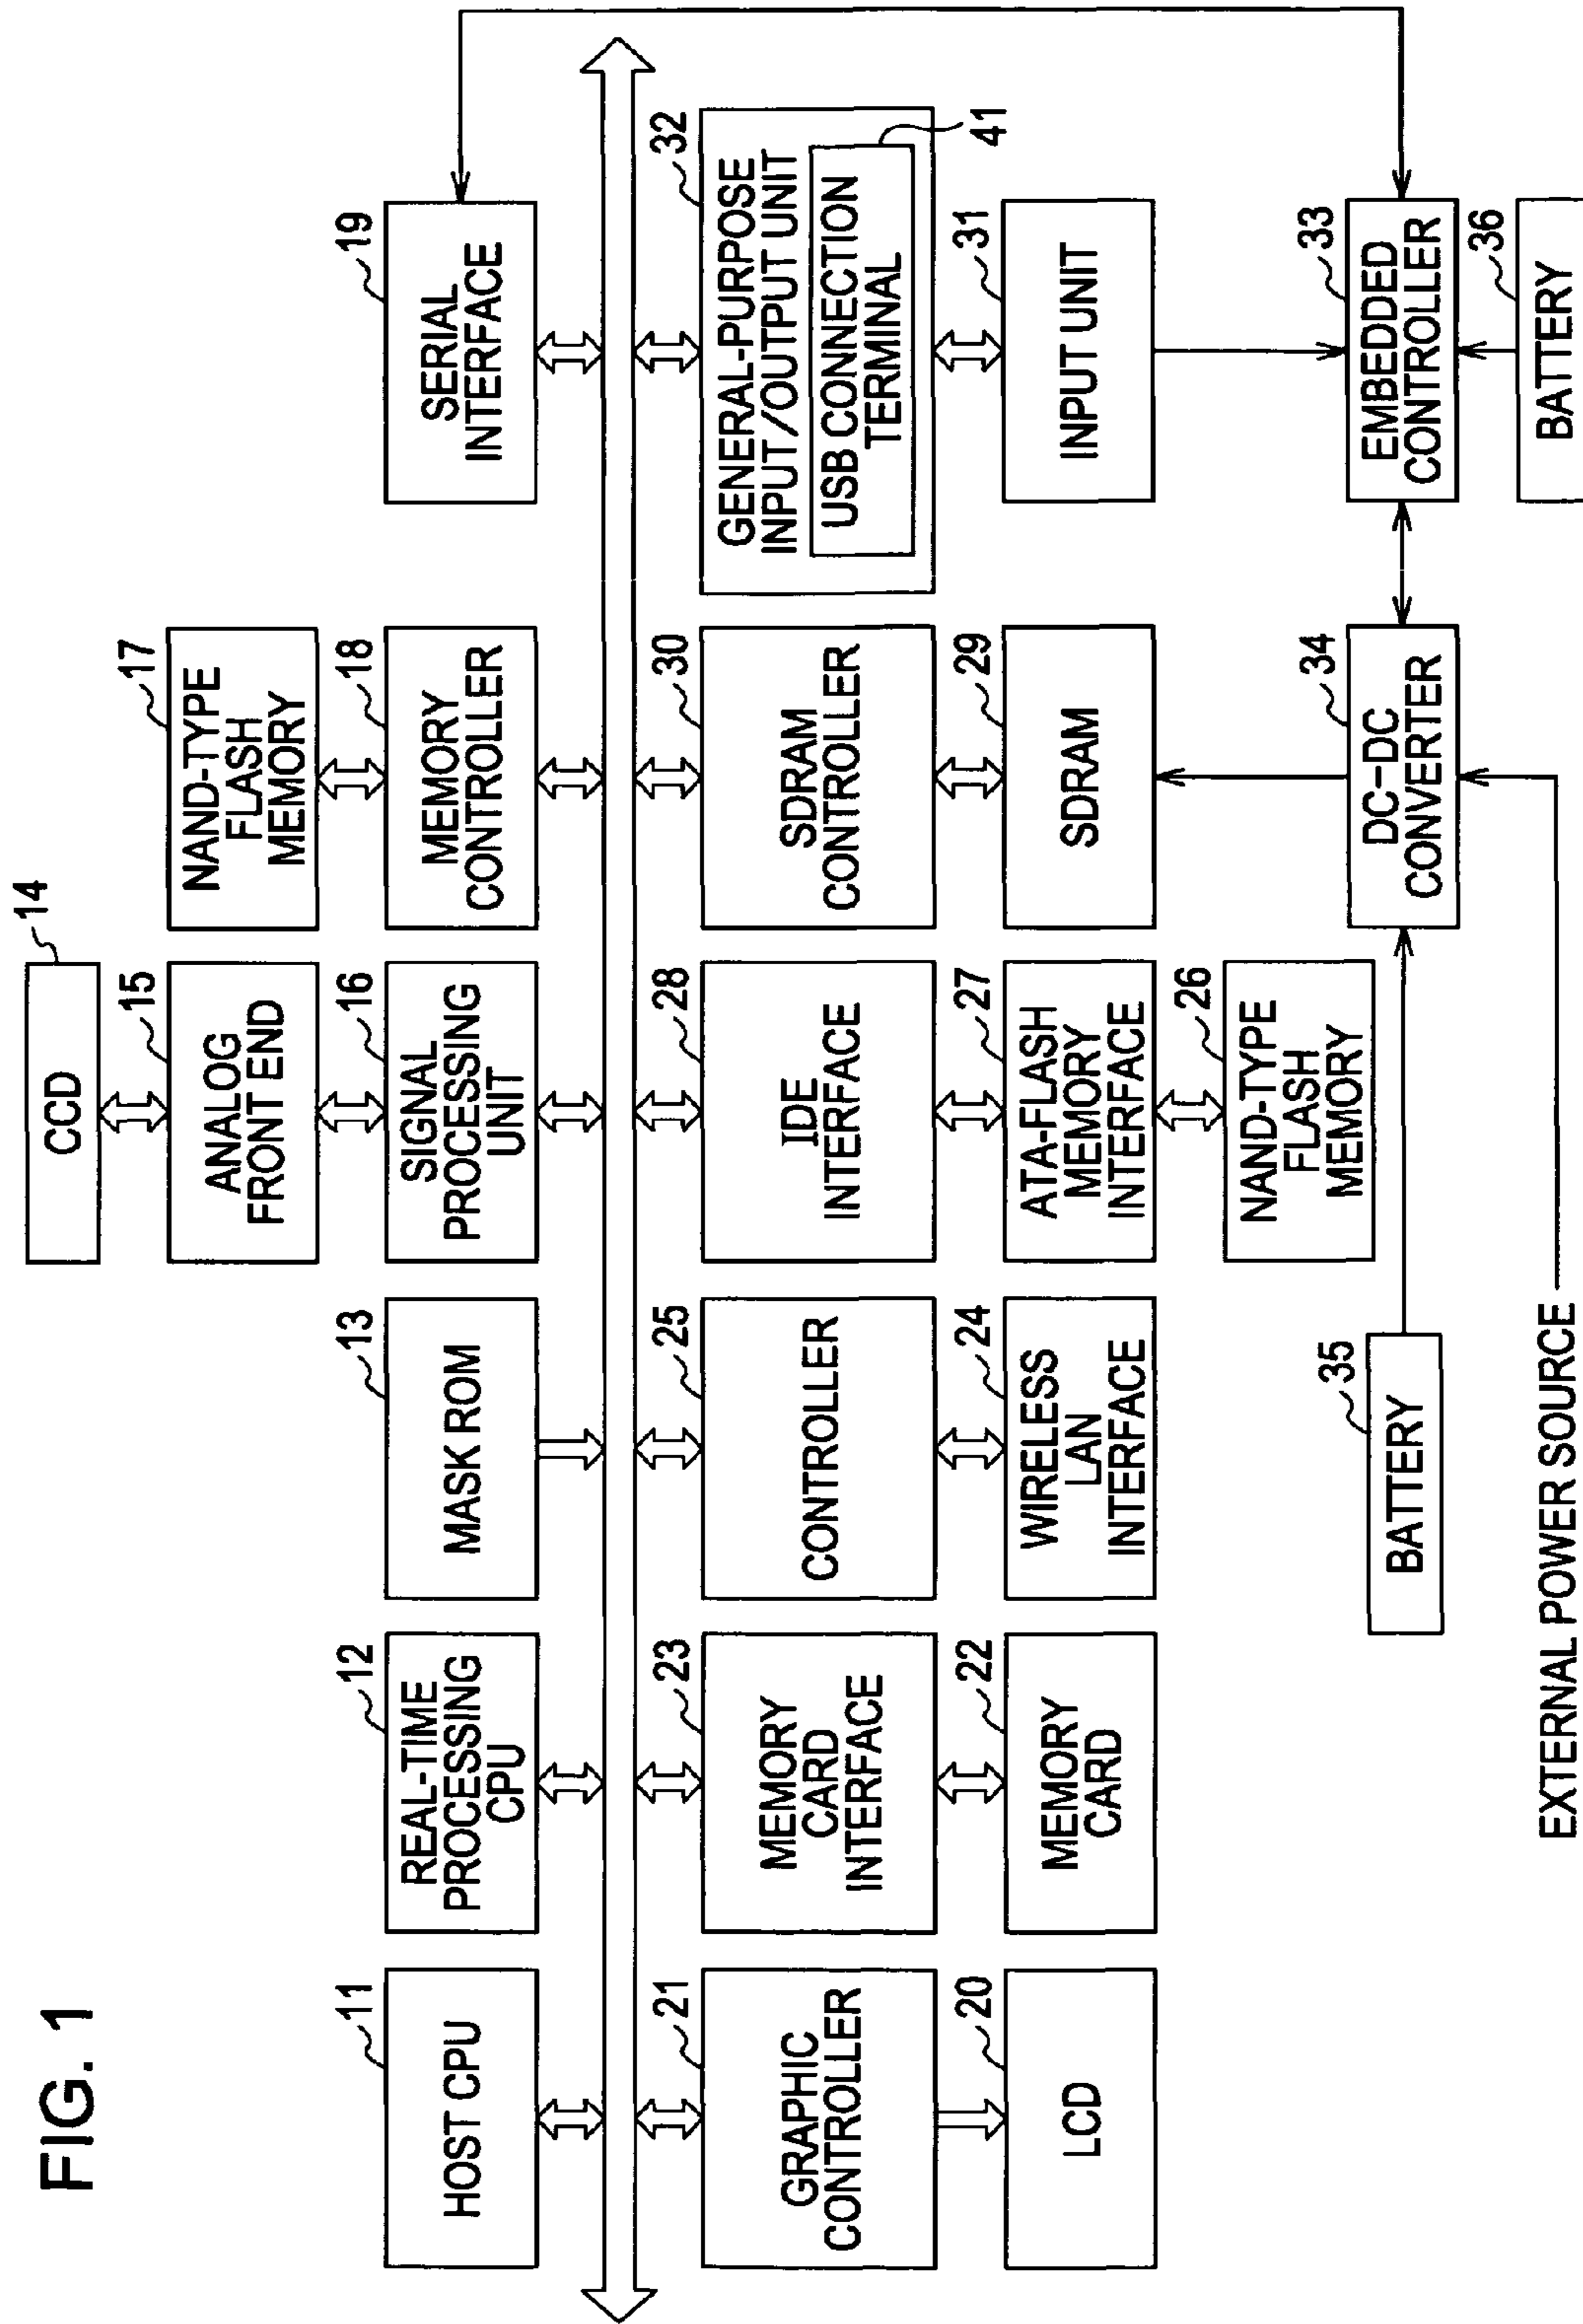 FIG. 1
14
CCD
15
ANALOG
FRONT END
17
NAND-TYPE
FLASH
MEMORY
11
HOST CPU
12
REAL-TIME
PROCESSING
CPU
13
MASK ROM
16
SIGNAL
PROCESSING
UNIT
18
MEMORY
CONTROLLER
19
SERIAL
INTERFACE
21
GRAPHIC
CONTROLLER
23
MEMORY
CARD
INTERFACE
25
CONTROLLER
28
IDE
INTERFACE
30
SDRAM
CONTROLLER
32
GENERAL-PURPOSE
INPUT/OUTPUT UNIT
USB CONNECTION
TERMINAL
41
20
LCD
22
MEMORY
CARD
24
WIRELESS
LAN
INTERFACE
27
ATA-FLASH
MEMORY
INTERFACE
29
SDRAM
31
INPUT UNIT
26
NAND-TYPE
FLASH
MEMORY
35
BATTERY
34
DC-DC
CONVERTER
33
EMBEDDED
CONTROLLER
EXTERNAL POWER SOURCE
36
BATTERY